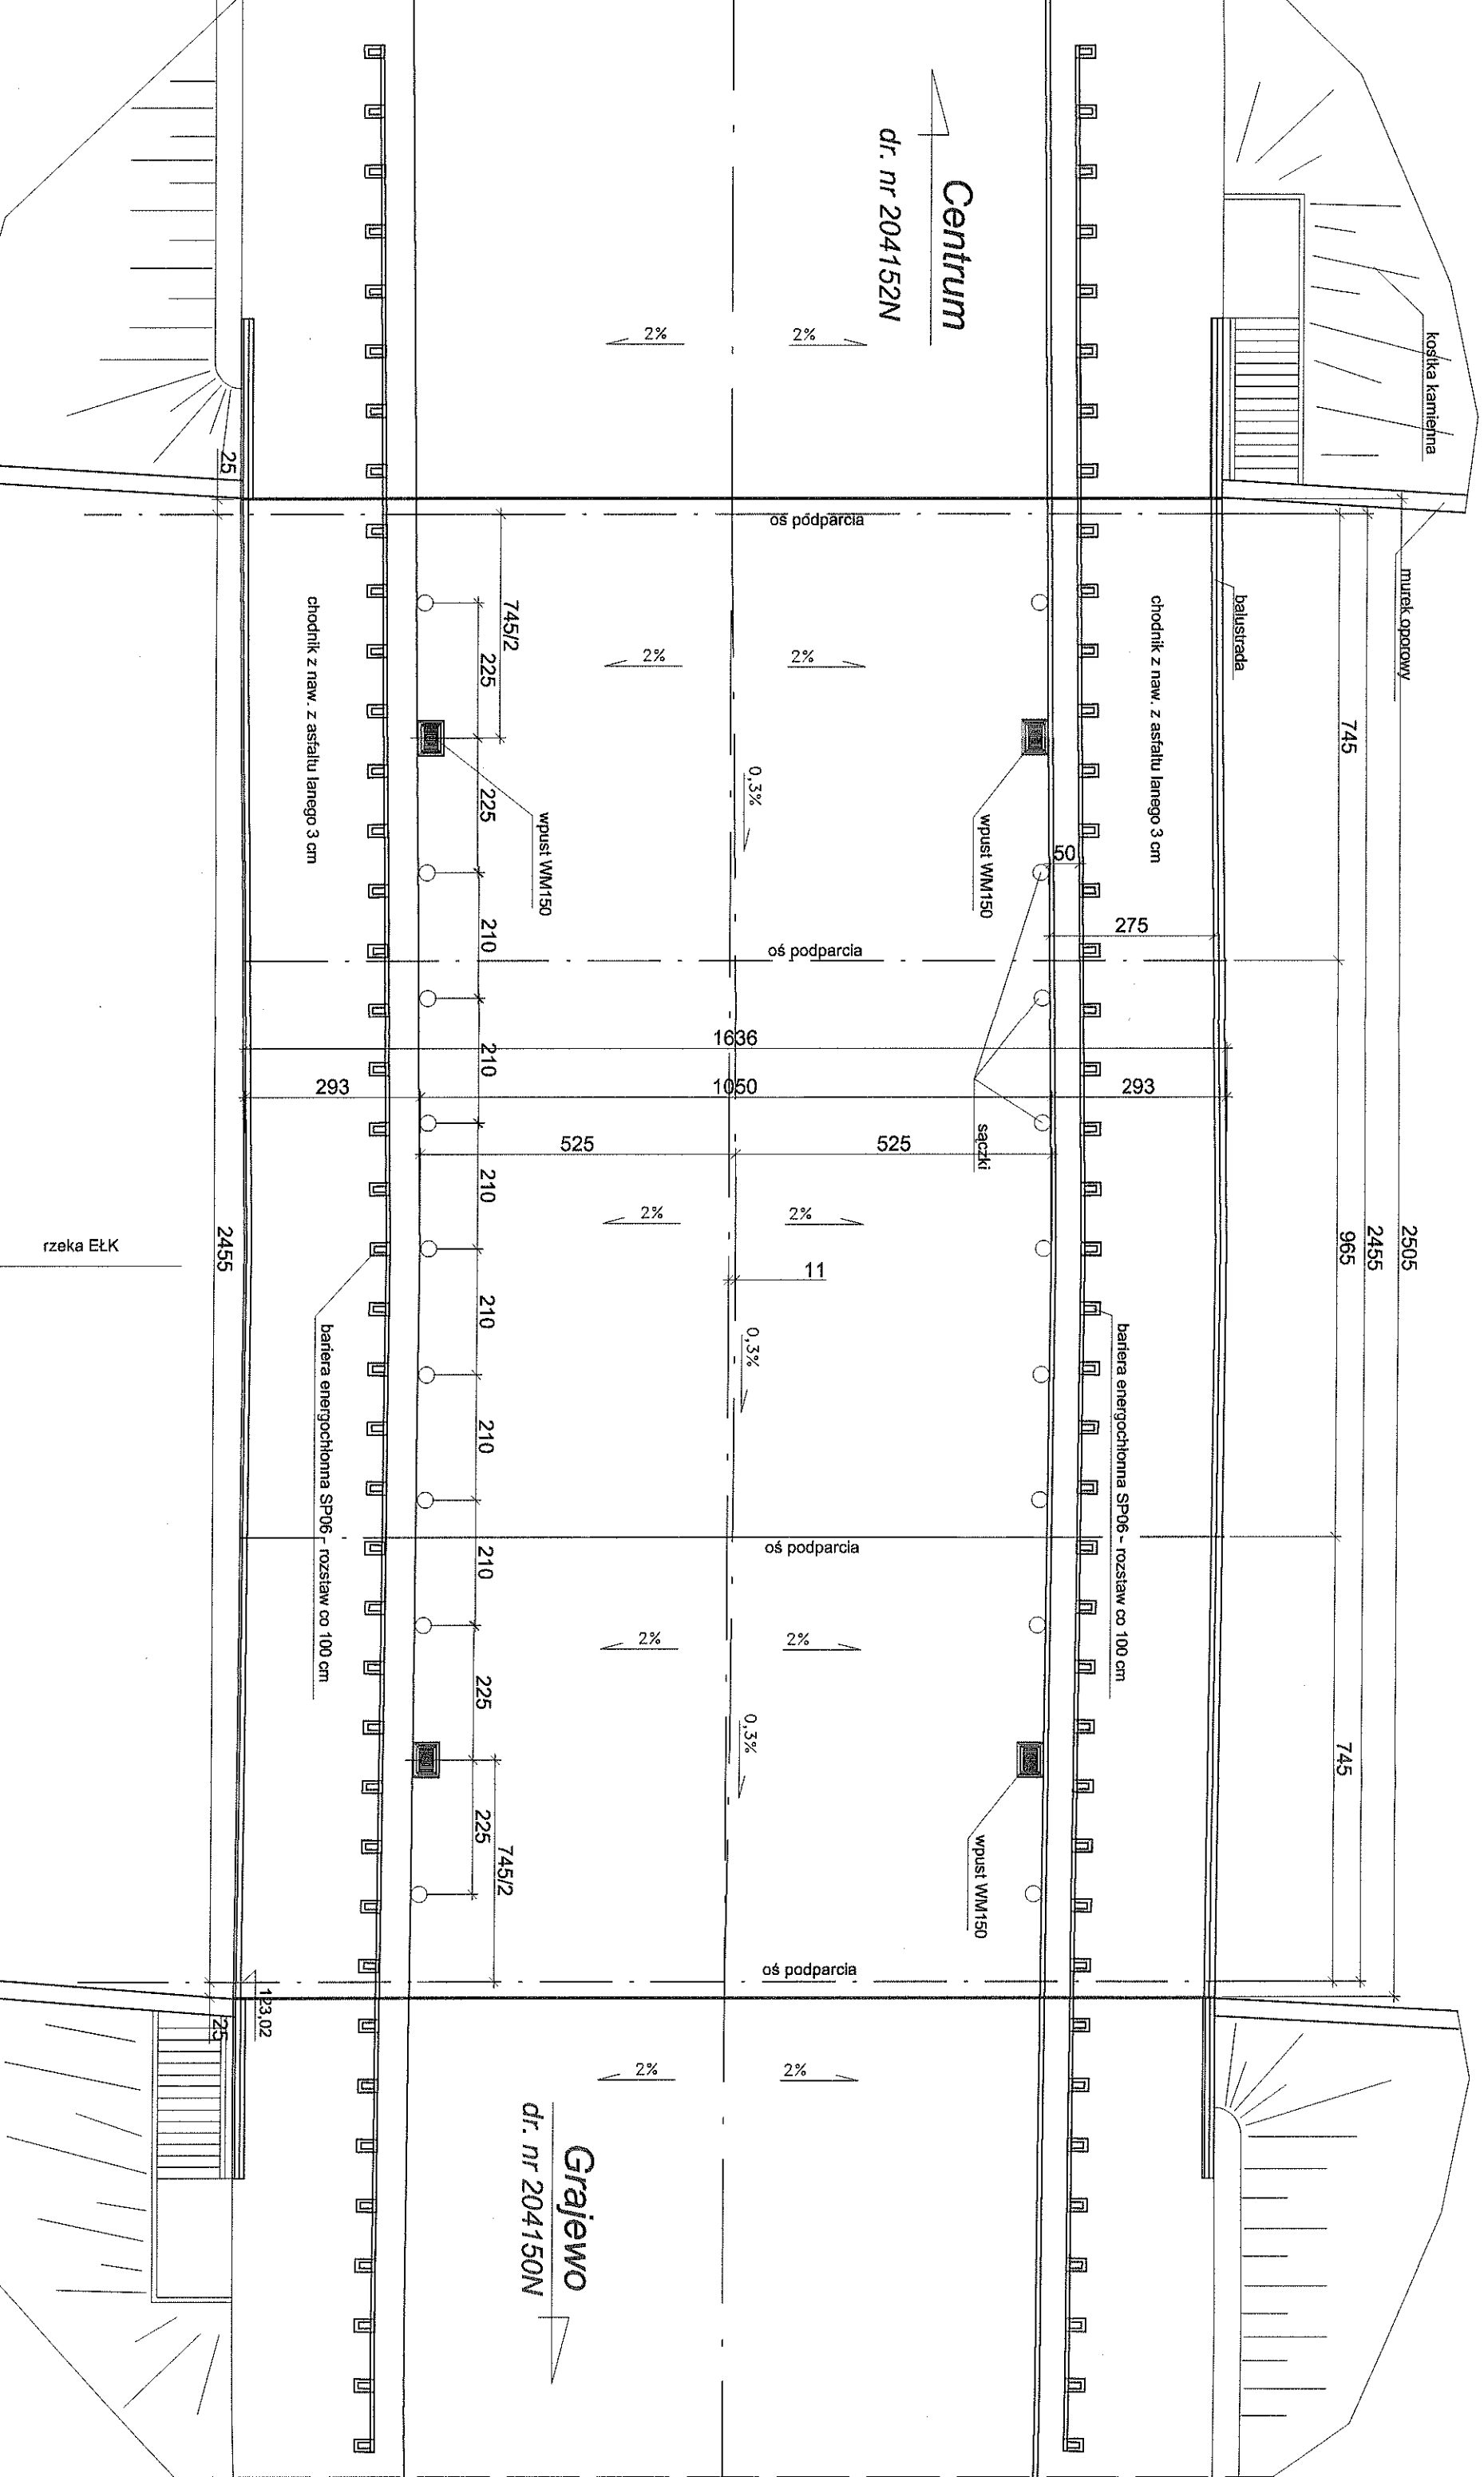 Centrum
dr. nr 204152N
kostka kamienna
murek oporowy
balustrada
chodnik z naw. z asfaltu lanego 3 cm
chodnik z naw. z asfaltu lanego 3 cm
2%
2%
25
oś podparcia
745/2
225
225
2%
2%
745
0,3%
wpust WM150
wpust WM150
50
275
210
oś podparcia
210
1636
293
1050
293
525
525
sączki
210
2%
2%
2505
2455
965
2455
rzeka EŁK
11
210
0,3%
bariera energochłonna SP06 - rozstaw co 100 cm
bariera energochłonna SP06 - rozstaw co 100 cm
210
oś podparcia
210
2%
2%
225
0,3%
745
225
745/2
wpust WM150
oś podparcia
123,02
25
2%
2%
Grajewo
dr. nr 204150N